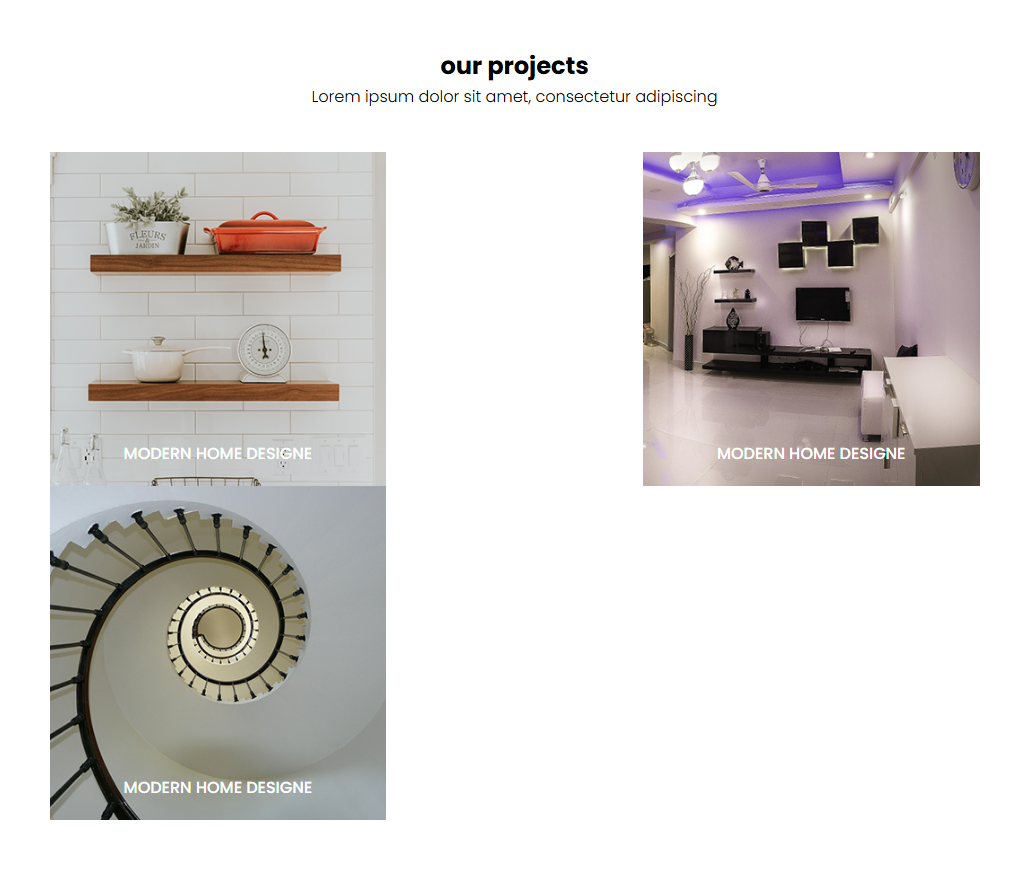 our projects
Lorem ipsum dolor sit amet, consectetur adipiscing
FLEURS
&
JARDIN
MODERN HOME DESIGNE
MODERN HOME DESIGNE
MODERN HOME DESIGNE